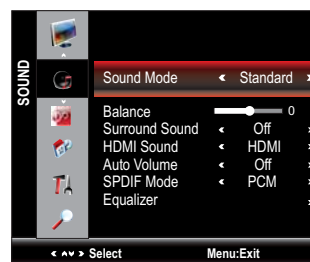 SOUND
Sound Mode Standard
Balance 0
Surround Sound Off
HDMI Sound HDMI
Auto Volume Off
SPDIF Mode PCM
Equalizer
Select Menu:Exit